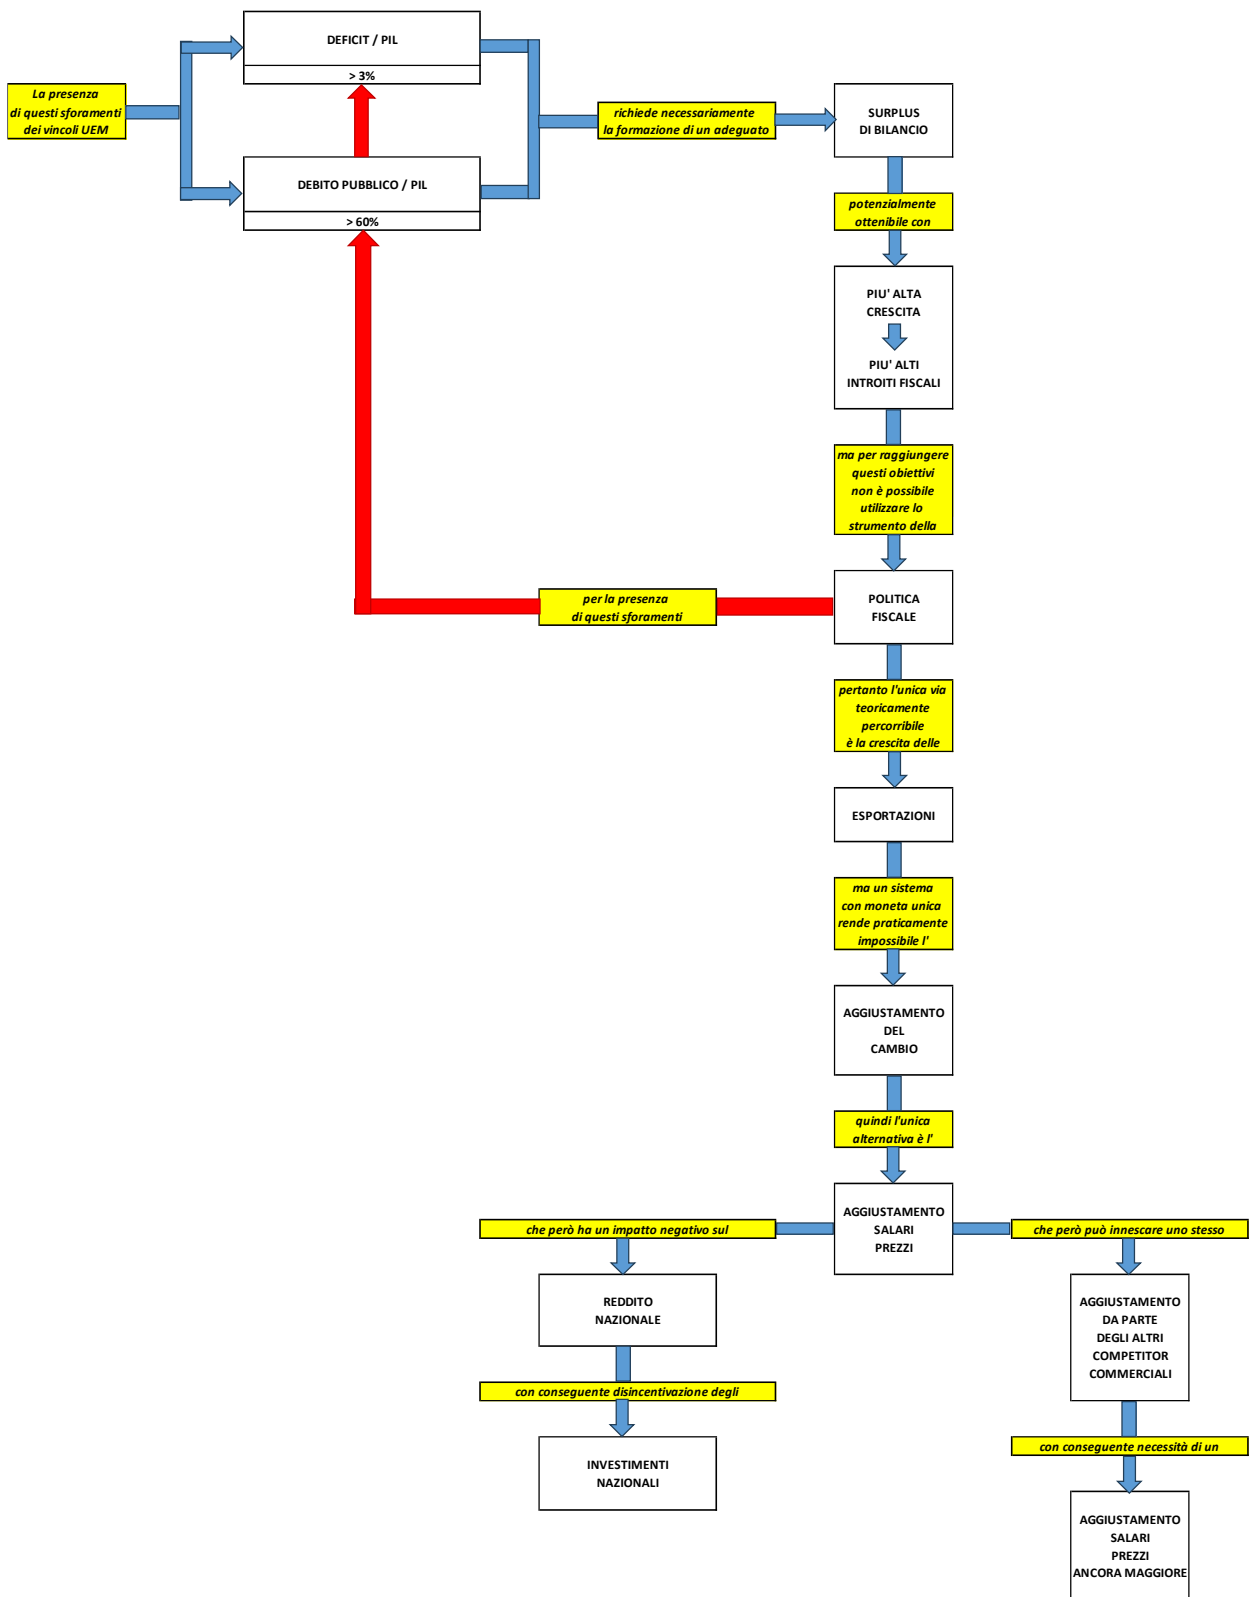 DEFICIT / PIL
> 3%
La presenza
di questi sforamenti
dei vincoli UEM
richiede necessariamente
la formazione di un adeguato
SURPLUS
DI BILANCIO
DEBITO PUBBLICO / PIL
> 60%
potenzialmente
ottenibile con
PIU' ALTA
CRESCITA
PIU' ALTI
INTROITI FISCALI
ma per raggiungere
questi obiettivi
non è possibile
utilizzare lo
strumento della
per la presenza
di questi sforamenti
POLITICA
FISCALE
pertanto l'unica via
teoricamente
percorribile
è la crescita delle
ESPORTAZIONI
ma un sistema
con moneta unica
rende praticamente
impossibile l'
AGGIUSTAMENTO
DEL
CAMBIO
quindi l'unica
alternativa è l'
AGGIUSTAMENTO
SALARI
PREZZI
che però ha un impatto negativo sul
che però può innescare uno stesso
REDDITO
NAZIONALE
AGGIUSTAMENTO
DA PARTE
DEGLI ALTRI
COMPETITOR
COMMERCIALI
con conseguente disincentivazione degli
con conseguente necessità di un
INVESTIMENTI
NAZIONALI
AGGIUSTAMENTO
SALARI
PREZZI
ANCORA MAGGIORE